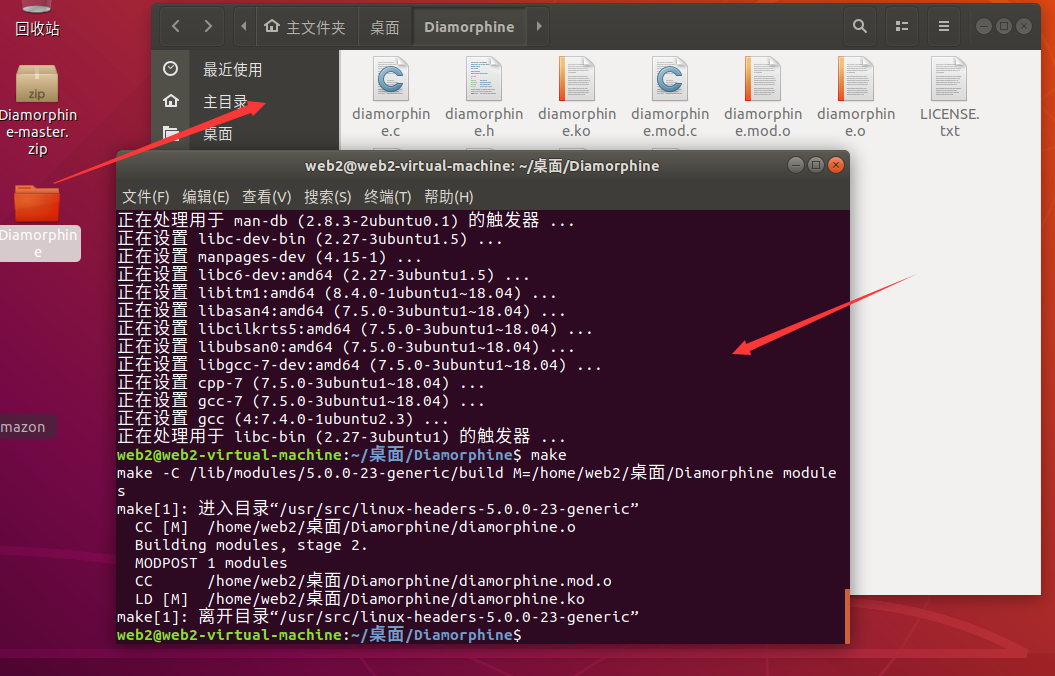 回收站
zip
Diamorphin
e-master.
zip
Diamorphin
e
mazon
主文件夹
桌面
Diamorphine
最近使用
主目录
桌面
diamorphin
e.c
diamorphin
e.h
diamorphin
e.ko
diamorphin
e.mod.c
diamorphin
e.mod.o
diamorphin
e.o
LICENSE.
txt
web2@web2-virtual-machine: ~/桌面/Diamorphine
文件(F) 编辑(E) 查看(V) 搜索(S) 终端(T) 帮助(H)
正在处理用于 man-db (2.8.3-2ubuntu0.1) 的触发器 ...
正在设置 libc-dev-bin (2.27-3ubuntu1.5) ...
正在设置 manpages-dev (4.15-1) ...
正在设置 libc6-dev:amd64 (2.27-3ubuntu1.5) ...
正在设置 libitm1:amd64 (8.4.0-1ubuntu1~18.04) ...
正在设置 libasan4:amd64 (7.5.0-3ubuntu1~18.04) ...
正在设置 libcilkrts5:amd64 (7.5.0-3ubuntu1~18.04) ...
正在设置 libubsan0:amd64 (7.5.0-3ubuntu1~18.04) ...
正在设置 libgcc-7-dev:amd64 (7.5.0-3ubuntu1~18.04) ...
正在设置 cpp-7 (7.5.0-3ubuntu1~18.04) ...
正在设置 gcc-7 (7.5.0-3ubuntu1~18.04) ...
正在设置 gcc (4:7.4.0-1ubuntu2.3) ...
正在处理用于 libc-bin (2.27-3ubuntu1) 的触发器 ...
web2@web2-virtual-machine:~/桌面/Diamorphine$ make
make -C /lib/modules/5.0.0-23-generic/build M=/home/web2/桌面/Diamorphine module
s
make[1]: 进入目录“/usr/src/linux-headers-5.0.0-23-generic”
CC [M]  /home/web2/桌面/Diamorphine/diamorphine.o
Building modules, stage 2.
MODPOST 1 modules
CC      /home/web2/桌面/Diamorphine/diamorphine.mod.o
LD [M]  /home/web2/桌面/Diamorphine/diamorphine.ko
make[1]: 离开目录“/usr/src/linux-headers-5.0.0-23-generic”
web2@web2-virtual-machine:~/桌面/Diamorphine$